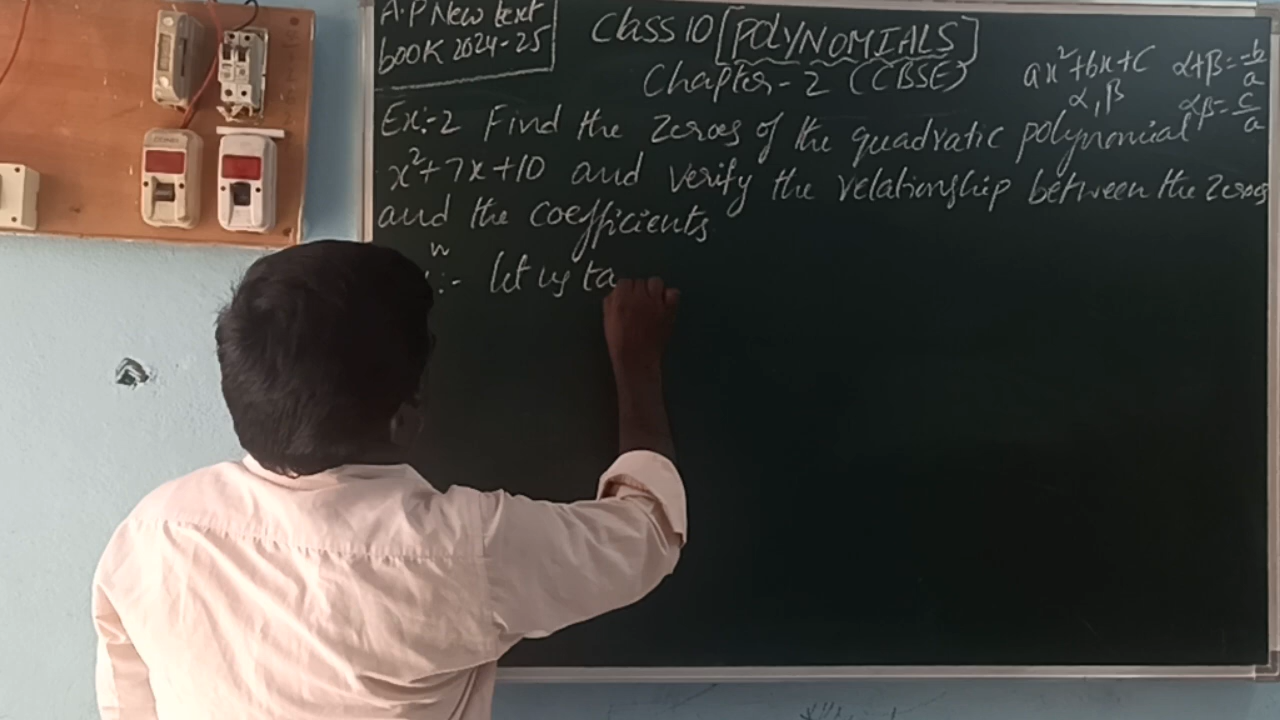 A.P New text
book 2024-25
Class 10 [POLYNOMIALS]
Chapter-2 (CBSE)
ax²+bx+c α+β=-b/a
α,β αβ=c/a
Ex:-2 Find the Zeroes of the quadratic polynomial
x²+7x+10 and verify the relationship between the Zeroes
and the coefficients
n:- let us ta